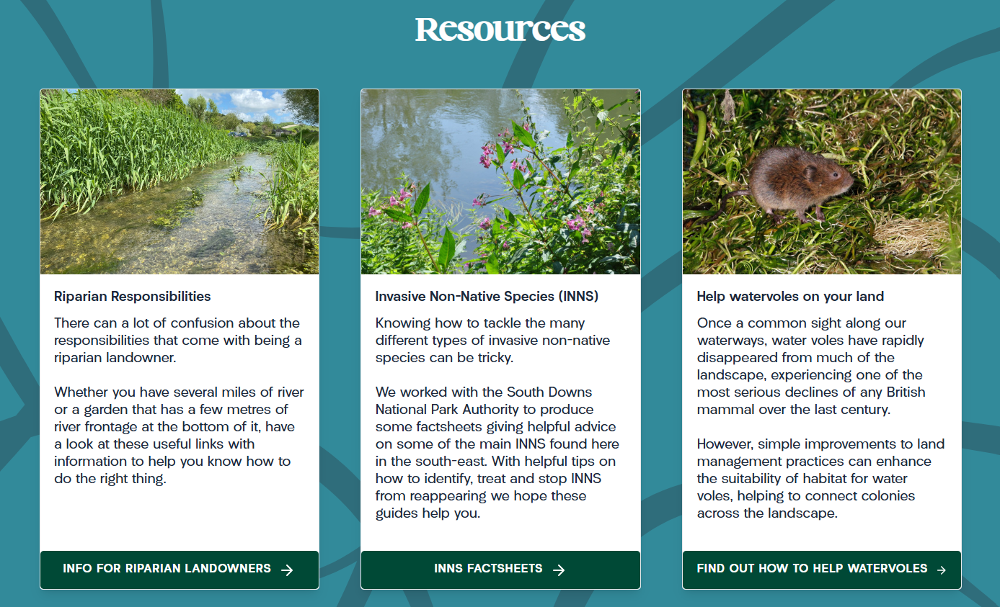 Resources
Riparian Responsibilities
There can a lot of confusion about the
responsibilities that come with being a
riparian landowner.
Whether you have several miles of river
or a garden that has a few metres of
river frontage at the bottom of it, have
a look at these useful links with
information to help you know how to
do the right thing.
INFO FOR RIPARIAN LANDOWNERS →
Invasive Non-Native Species (INNS)
Knowing how to tackle the many
different types of invasive non-native
species can be tricky.
We worked with the South Downs
National Park Authority to produce
some factsheets giving helpful advice
on some of the main INNS found here
in the south-east. With helpful tips on
how to identify, treat and stop INNS
from reappearing we hope these
guides help you.
INNS FACTSHEETS →
Help watervoles on your land
Once a common sight along our
waterways, water voles have rapidly
disappeared from much of the
landscape, experiencing one of the
most serious declines of any British
mammal over the last century.
However, simple improvements to land
management practices can enhance
the suitability of habitat for water
voles, helping to connect colonies
across the landscape.
FIND OUT HOW TO HELP WATERVOLES →